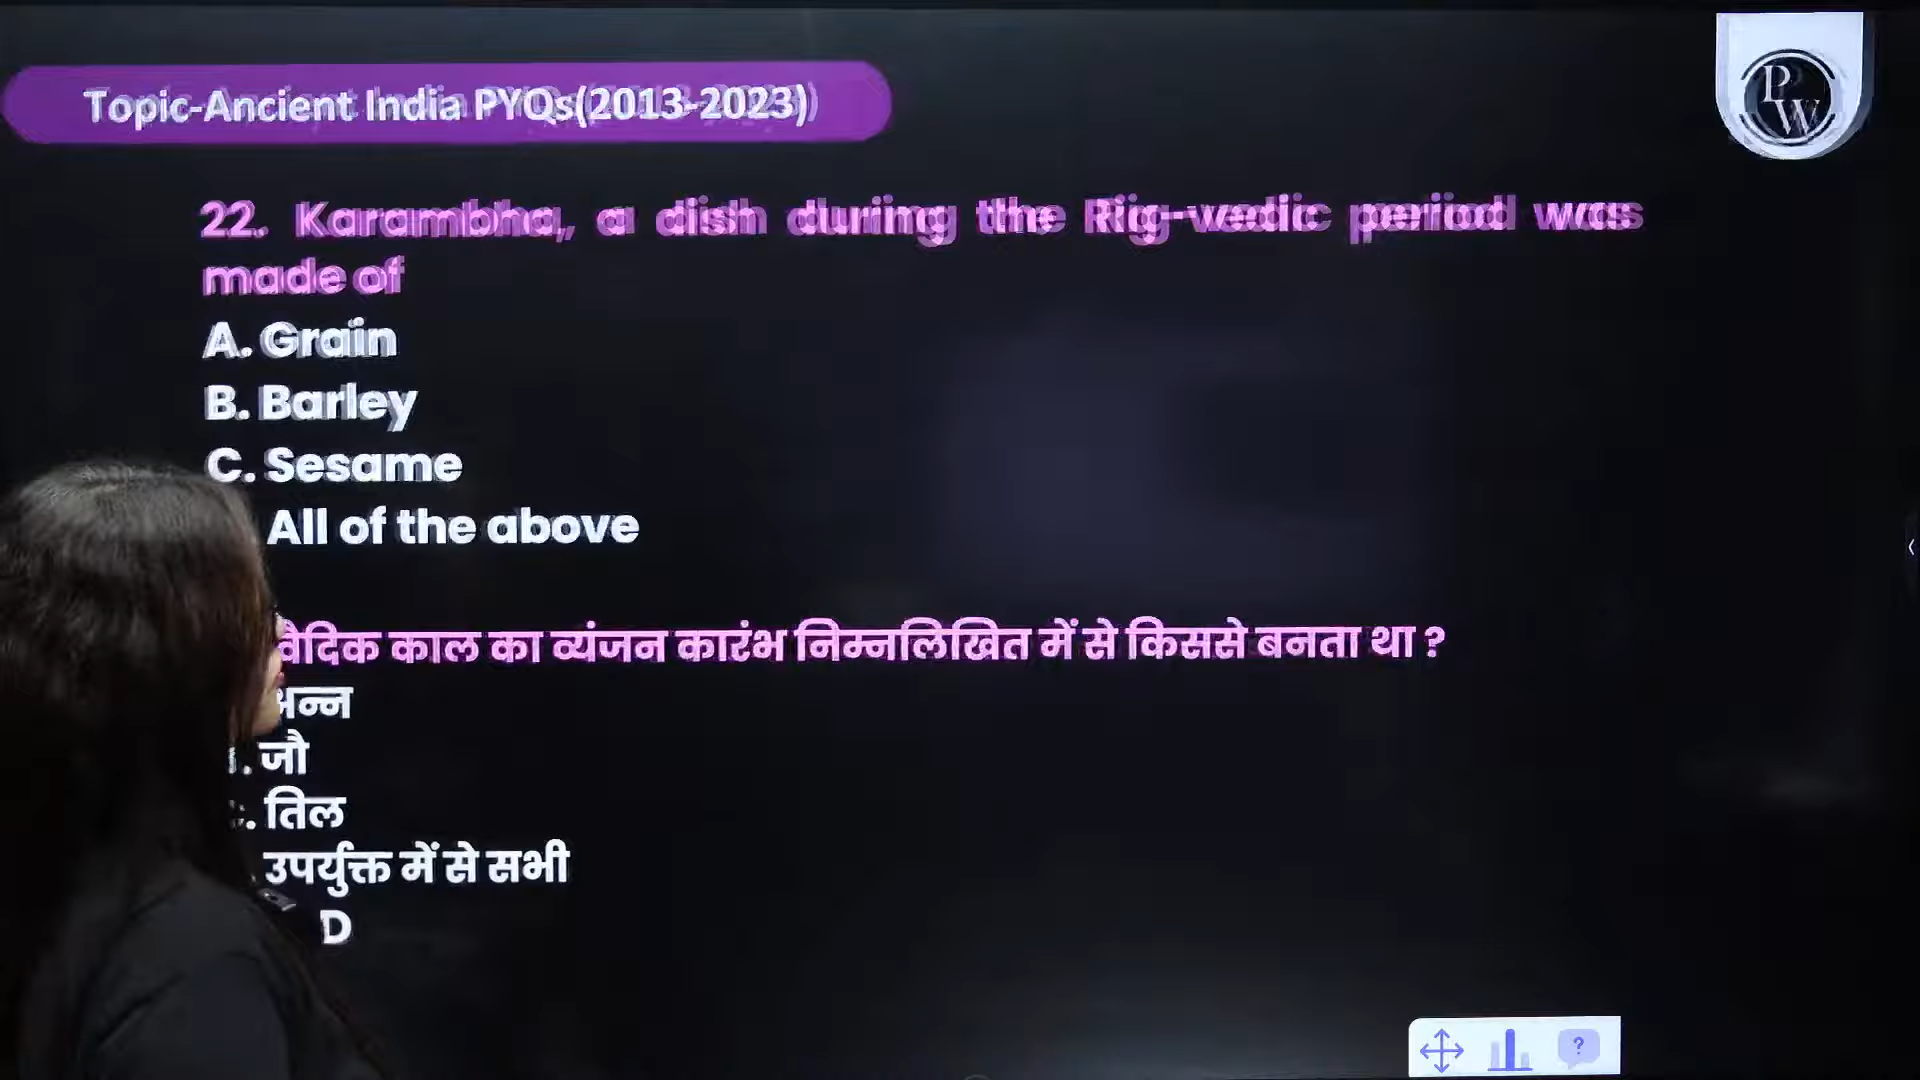 Topic-Ancient India PYQs(2013-2023)
PW
22. Karambha, a dish during the Rig-vedic period was
made of
A. Grain
B. Barley
C. Sesame
All of the above
वैदिक काल का व्यंजन कारंभ निम्नलिखित में से किससे बनता था ?
अन्न
. जौ
. तिल
उपर्युक्त में से सभी
D
?